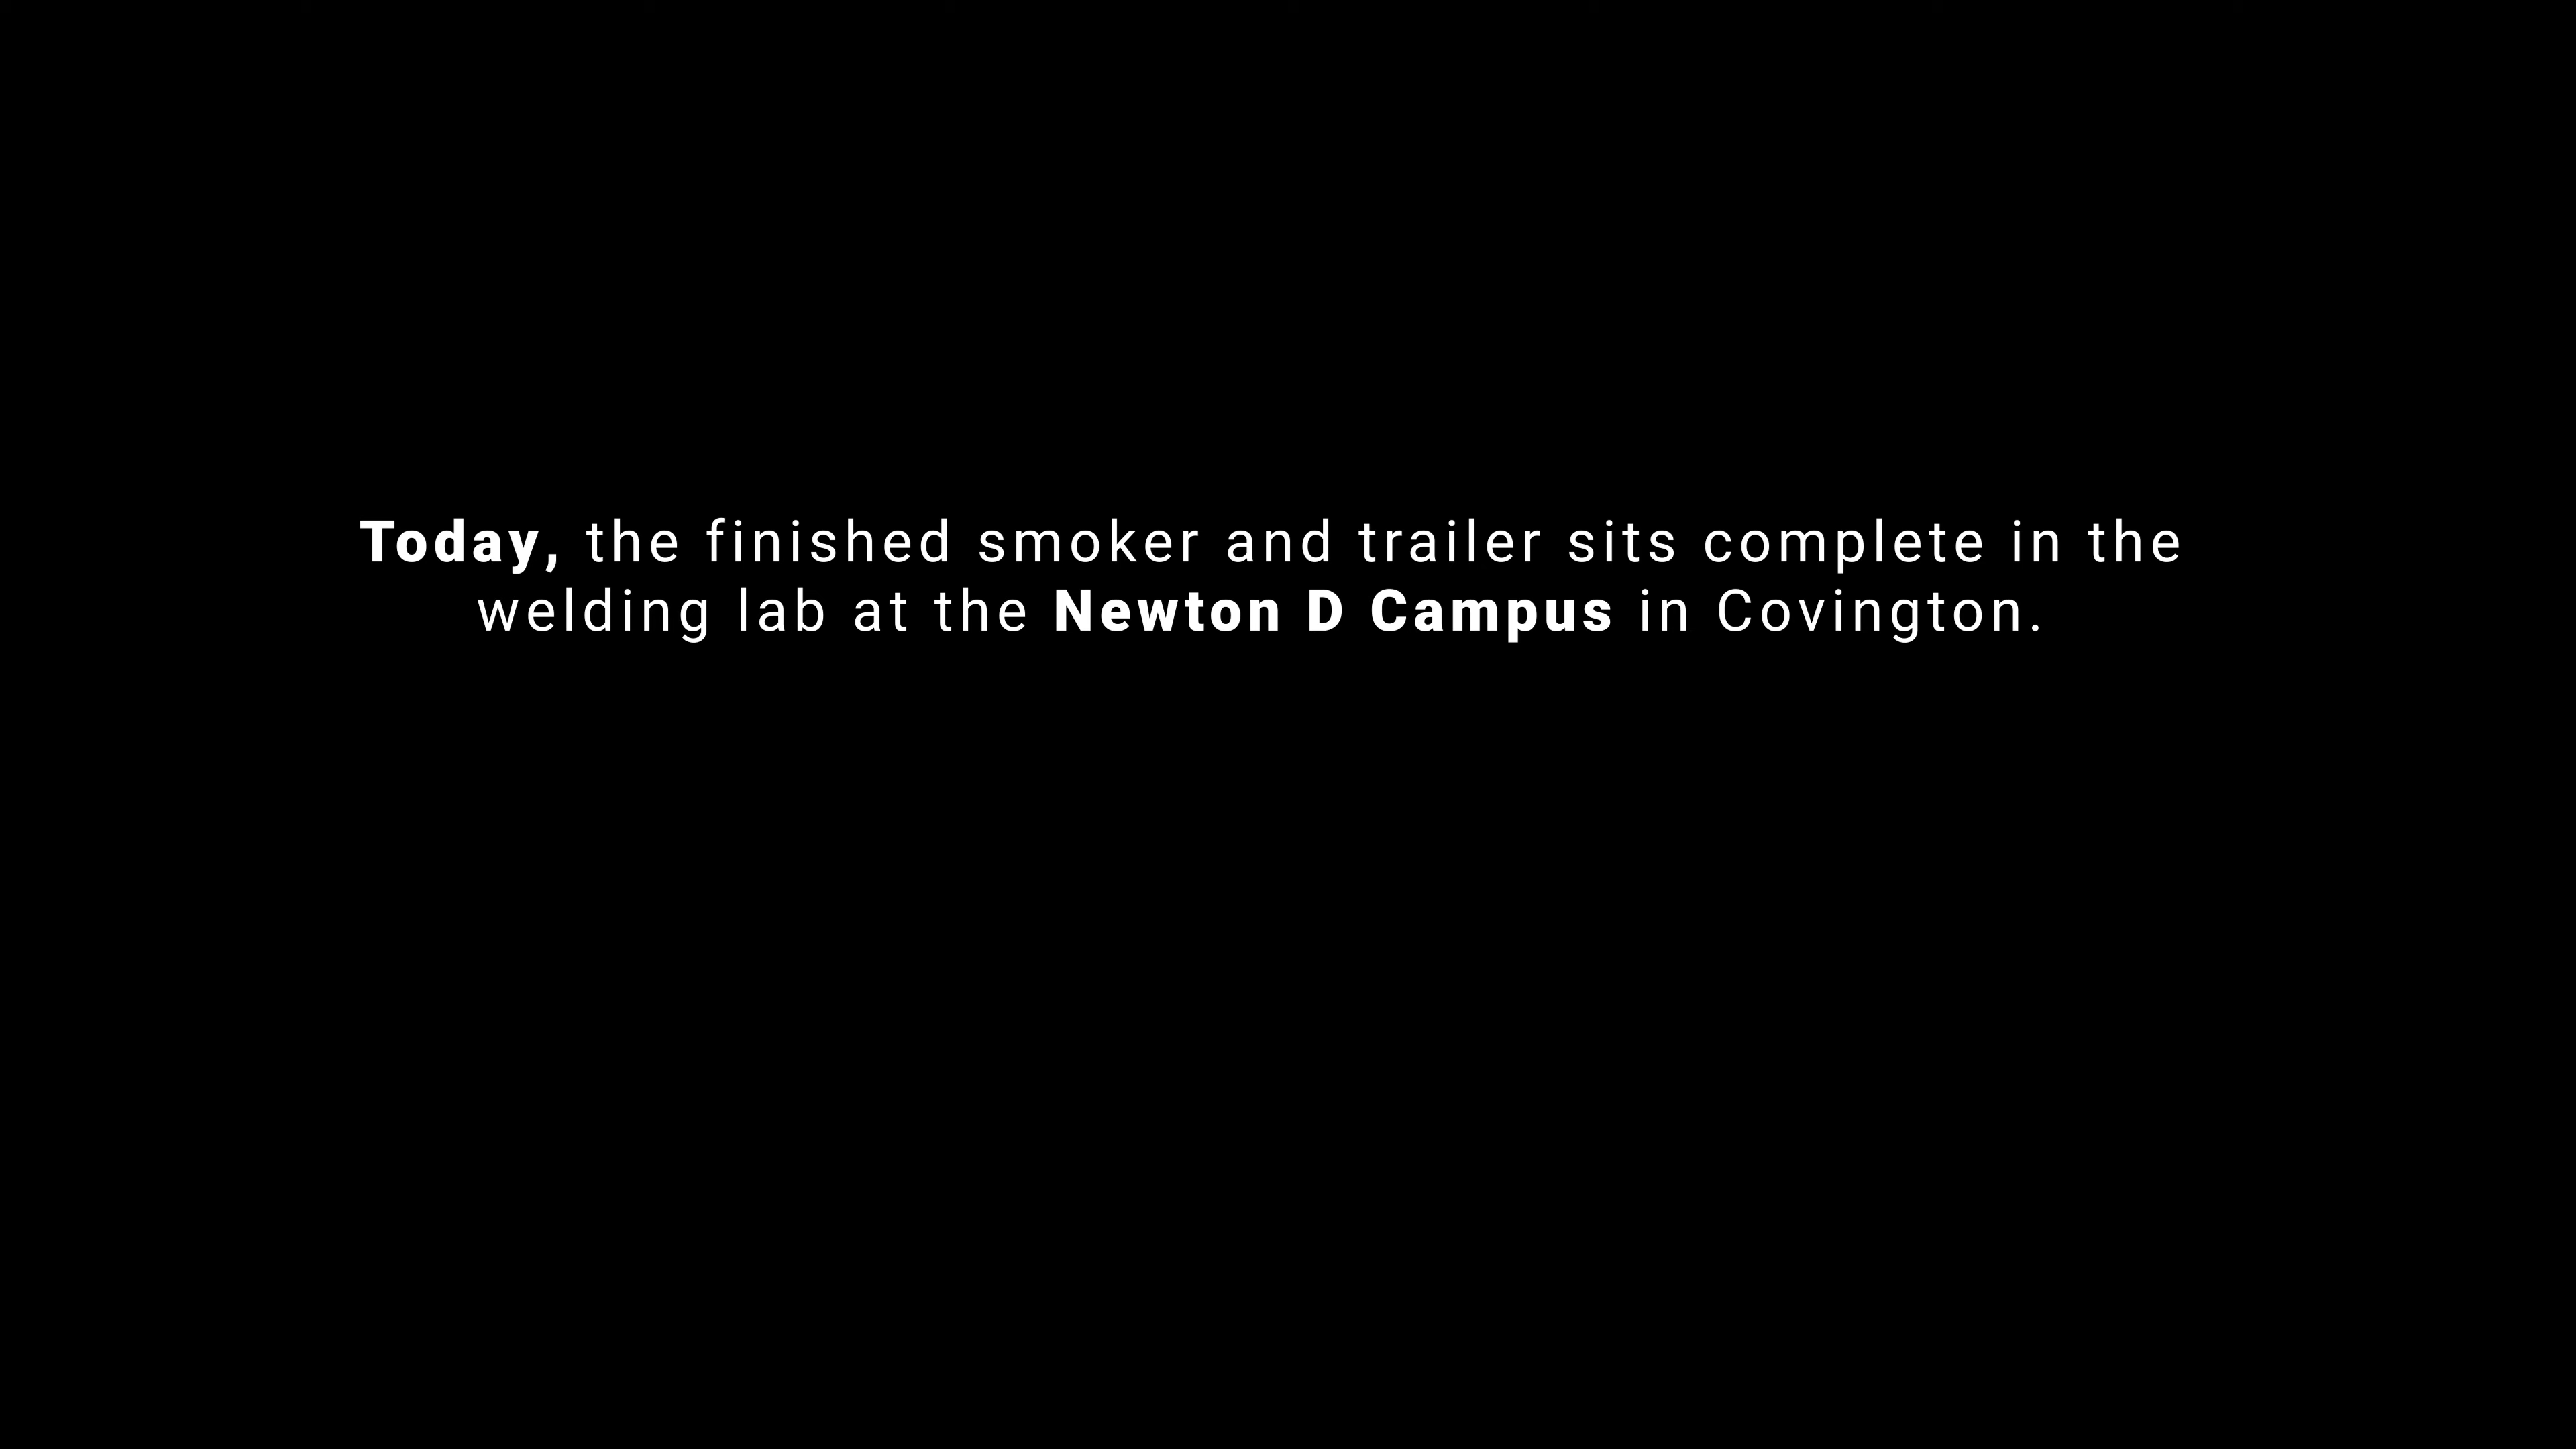 Today, the finished smoker and trailer sits complete in the
welding lab at the Newton D Campus in Covington.